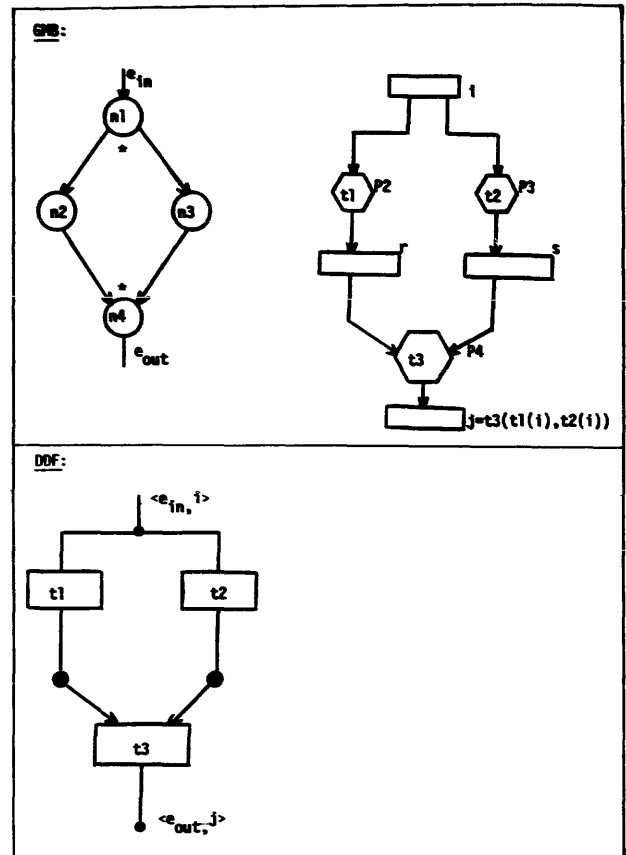 GMB:
e_in
n1
*
n2
n3
*
n4
e_out
i
t1
P2
t2
P3
r
s
t3
P4
j=t3(t1(i),t2(i))
DDF:
<e_in,i>
t1
t2
t3
<e_out,j>